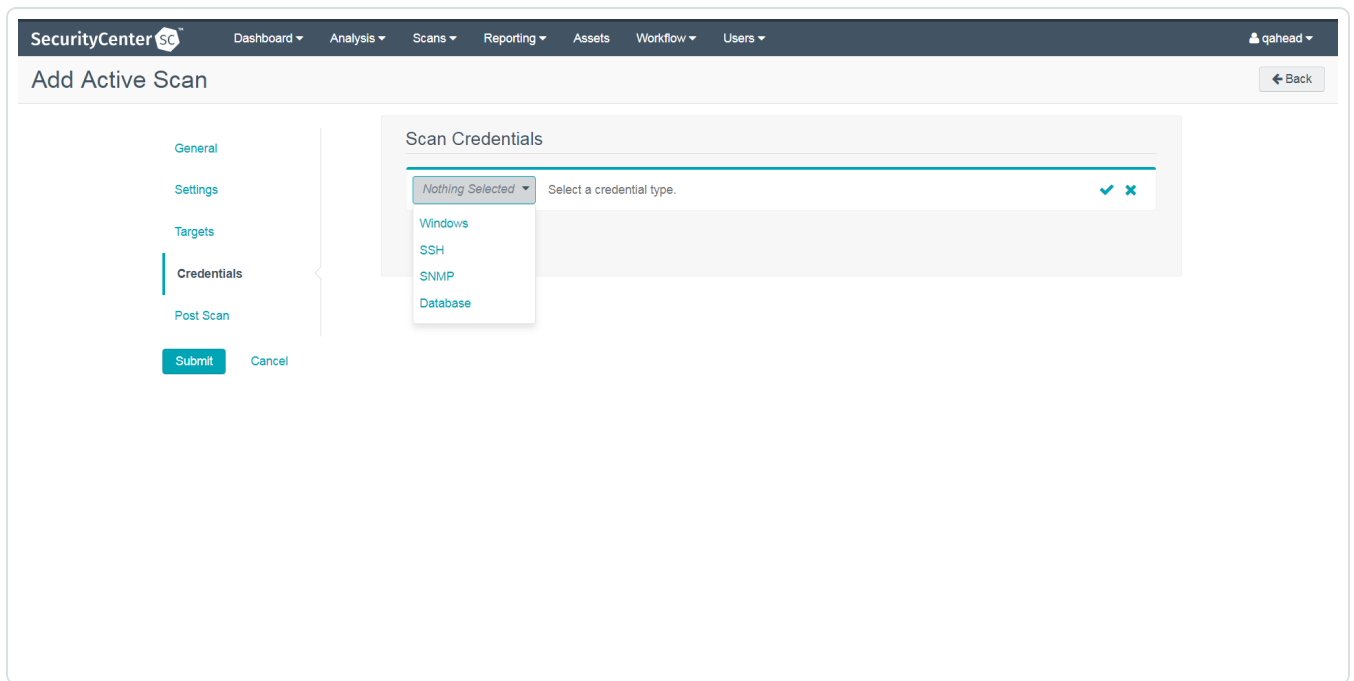 SecurityCenter SC Dashboard Analysis Scans Reporting Assets Workflow Users qahead
Add Active Scan Back
General
Settings
Targets
Credentials
Post Scan
Submit Cancel
Scan Credentials
Nothing Selected Select a credential type.
Windows
SSH
SNMP
Database